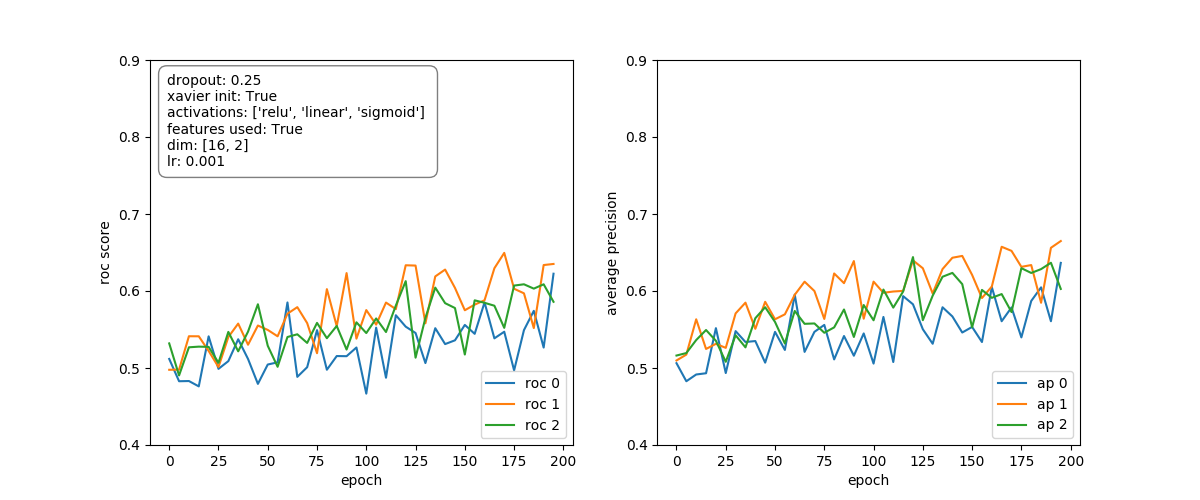 0.9
0.8
0.7
0.6
0.5
0.4
roc score
dropout: 0.25
xavier init: True
activations: ['relu', 'linear', 'sigmoid']
features used: True
dim: [16, 2]
lr: 0.001
roc 0
roc 1
roc 2
0 25 50 75 100 125 150 175 200
epoch
0.9
0.8
0.7
0.6
0.5
0.4
average precision
ap 0
ap 1
ap 2
0 25 50 75 100 125 150 175 200
epoch